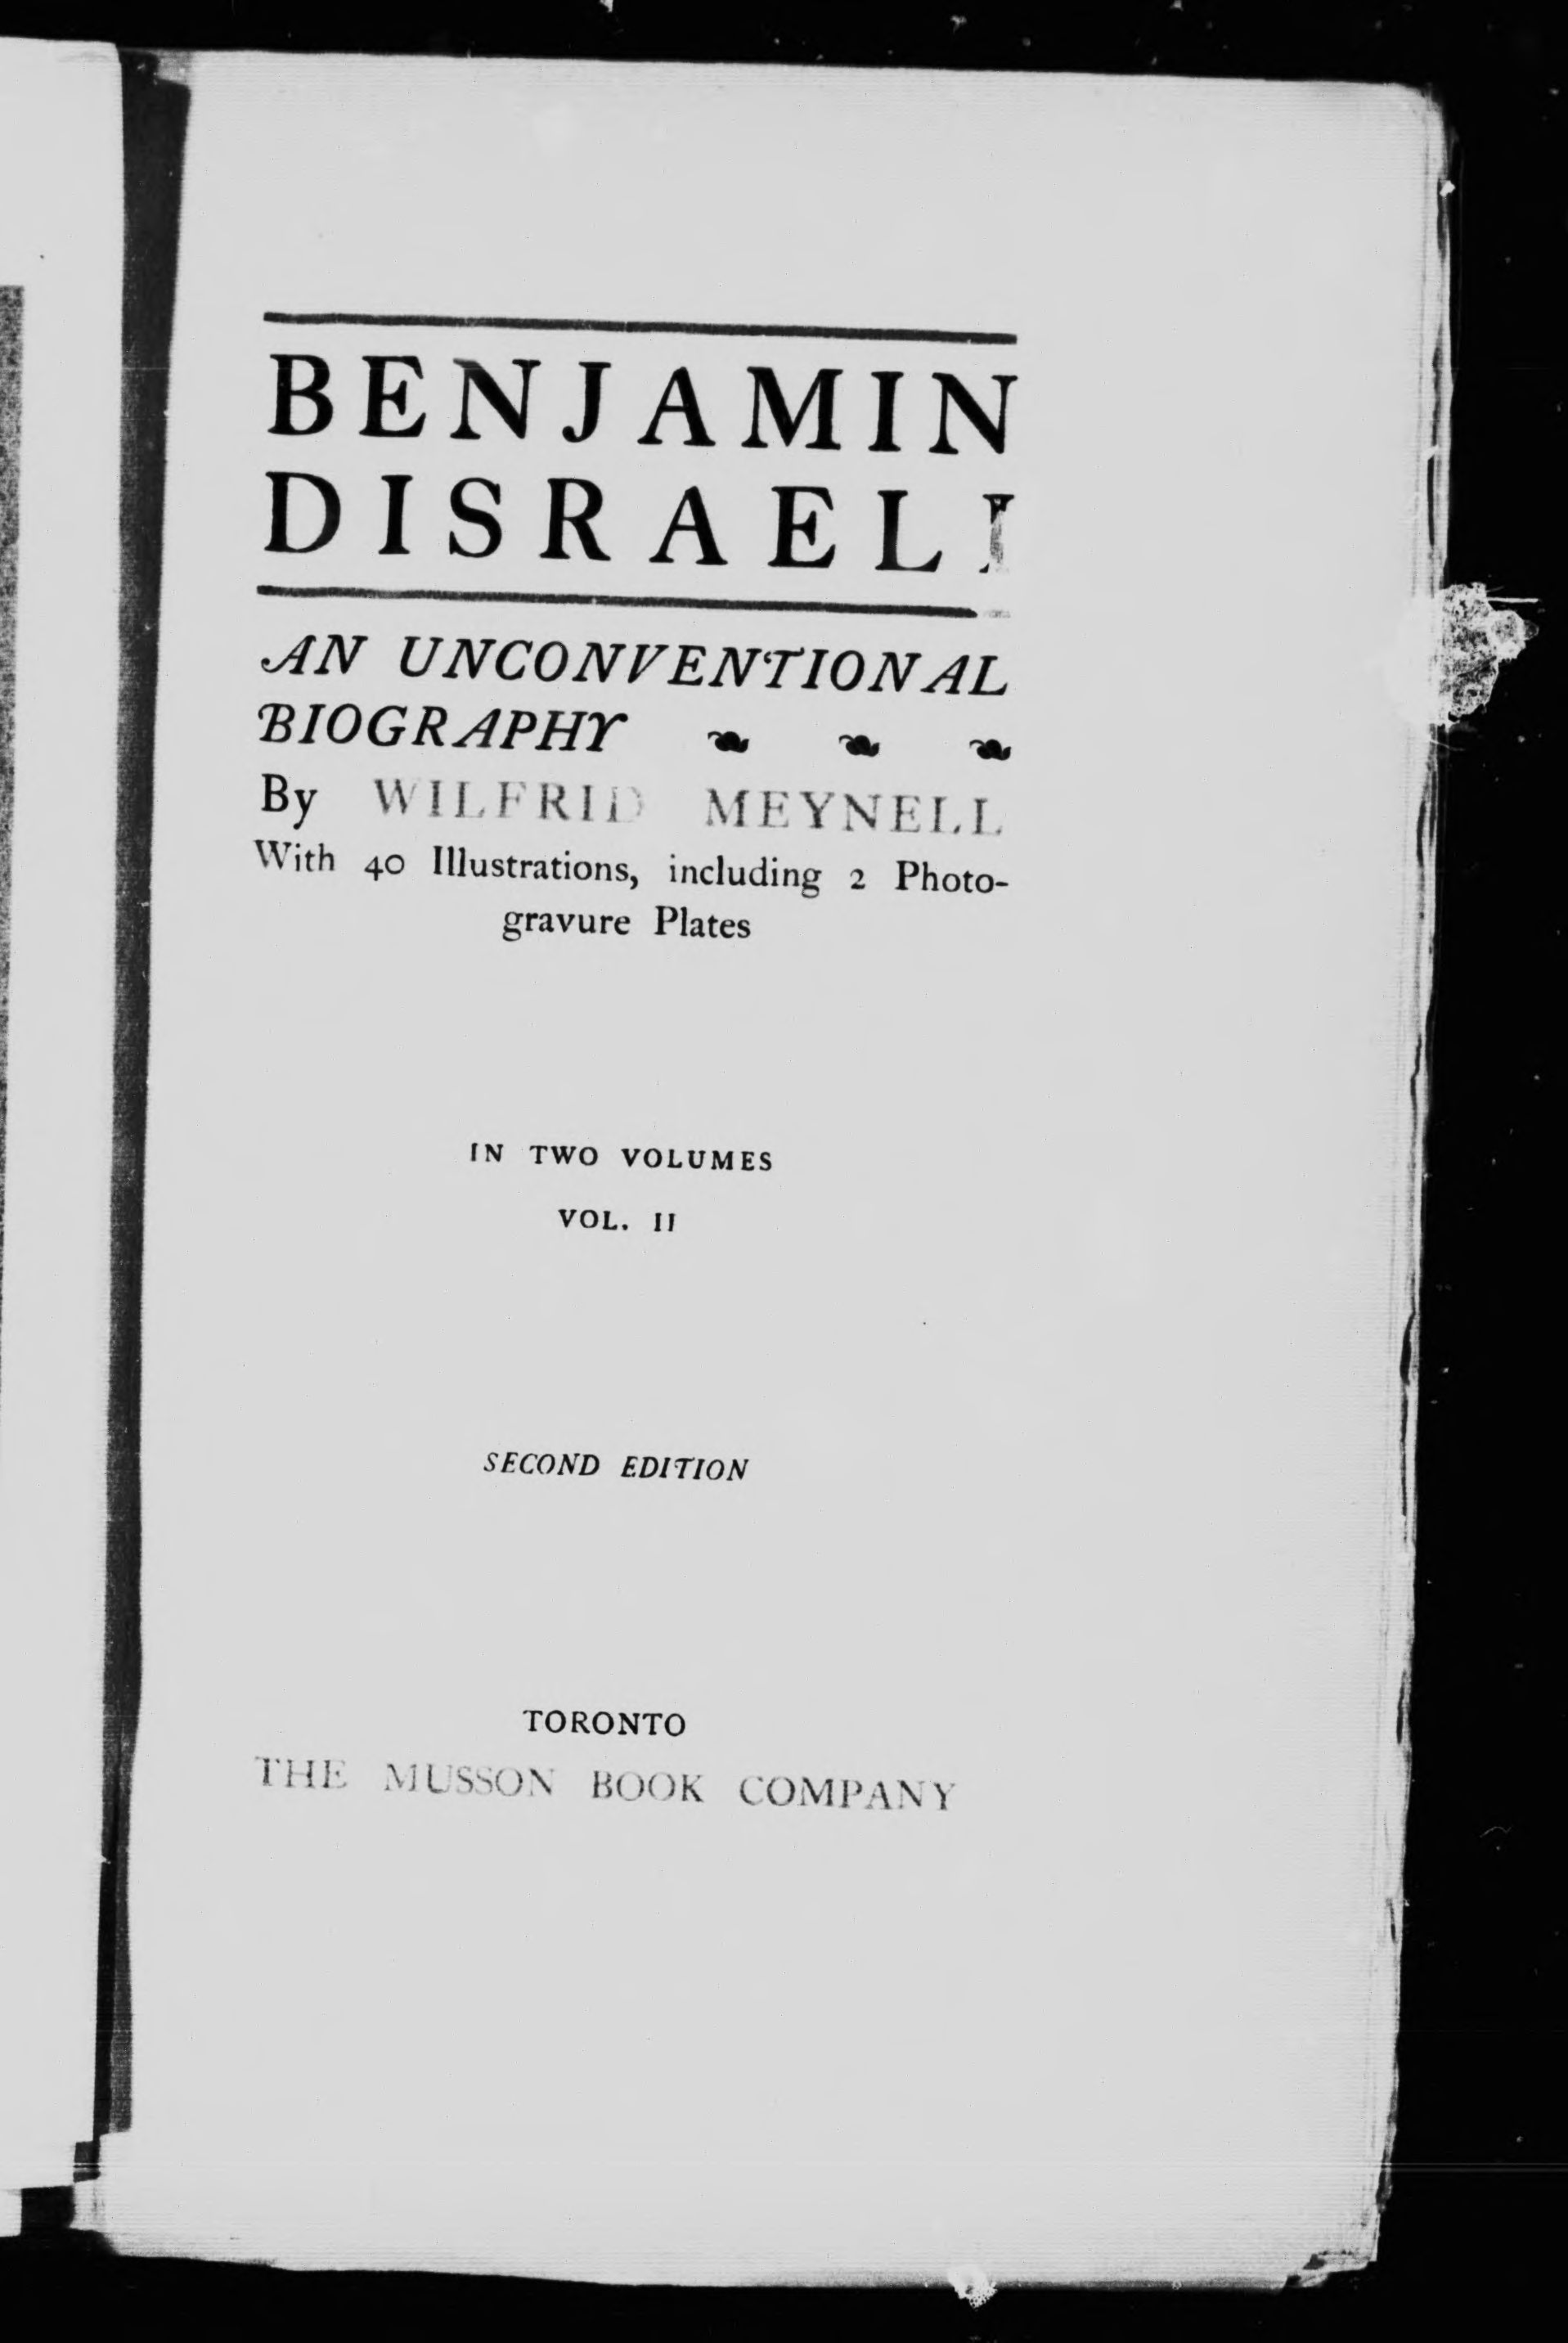 BENJAMIN
DISRAELI
AN UNCONVENTIONAL
BIOGRAPHY
By WILFRID MEYNELL
With 40 Illustrations, including 2 Photo-
gravure Plates
IN TWO VOLUMES
VOL. II
SECOND EDITION
TORONTO
THE MUSSON BOOK COMPANY